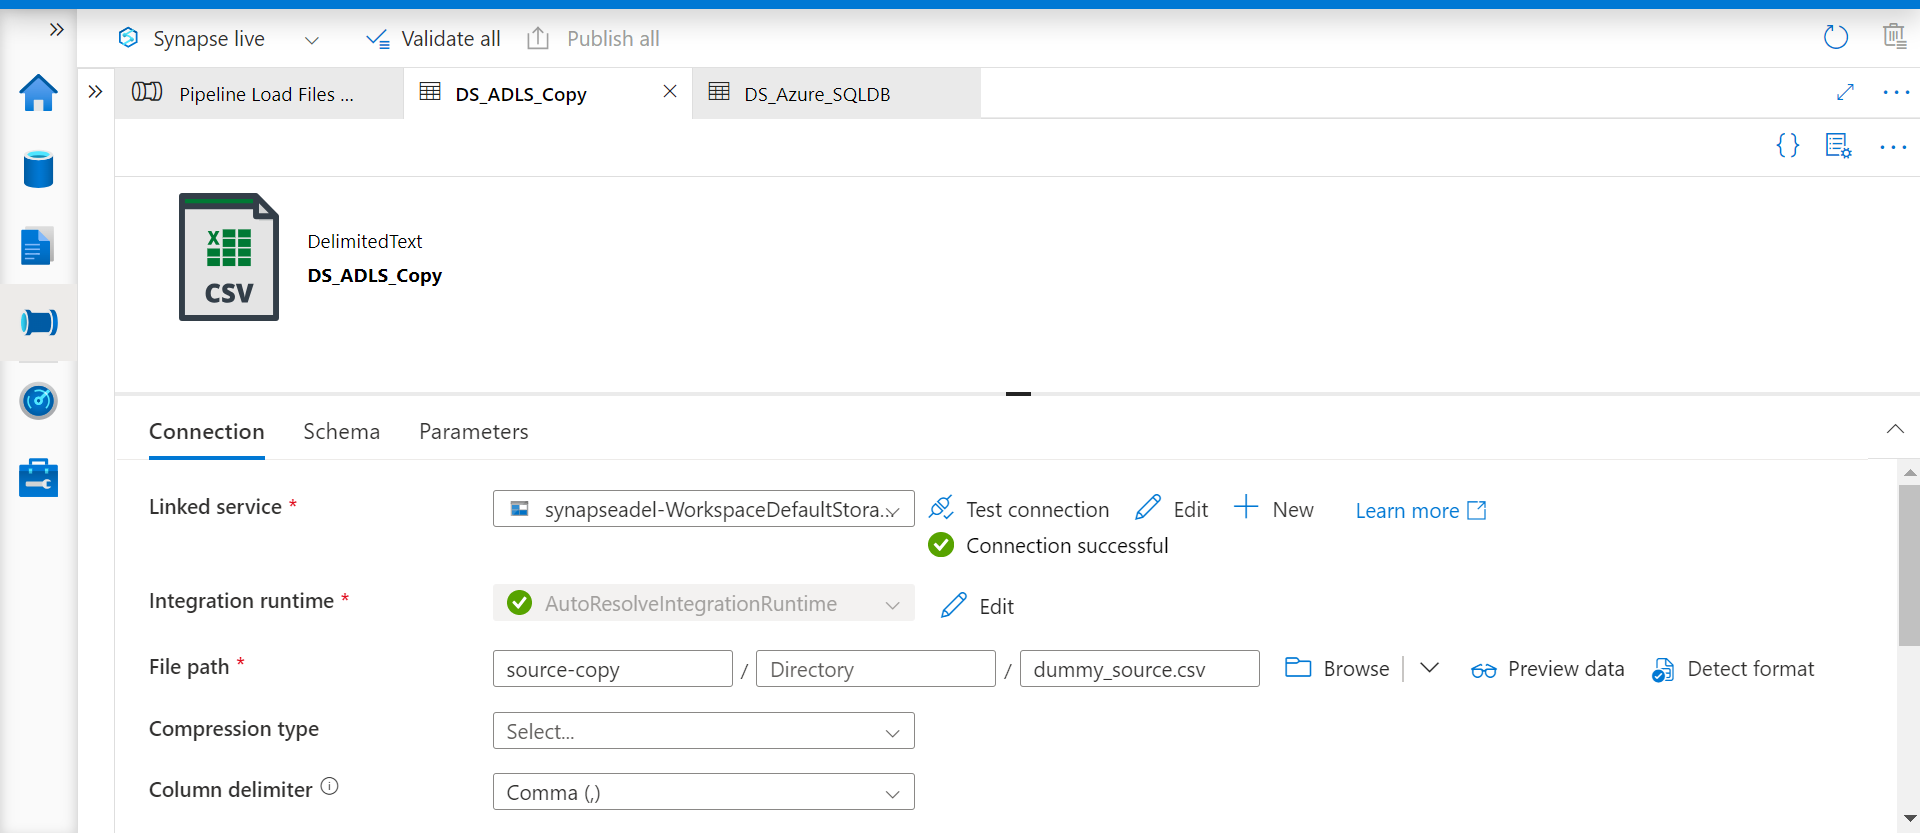 Synapse live Validate all Publish all
Pipeline Load Files ... DS_ADLS_Copy DS_Azure_SQLDB
X
CSV
DelimitedText
DS_ADLS_Copy
Connection Schema Parameters
Linked service * synapseadel-WorkspaceDefaultStora... Test connection Edit New Learn more
Connection successful
Integration runtime * AutoResolveIntegrationRuntime Edit
File path * source-copy / Directory / dummy_source.csv Browse Preview data Detect format
Compression type Select...
Column delimiter Comma (,)